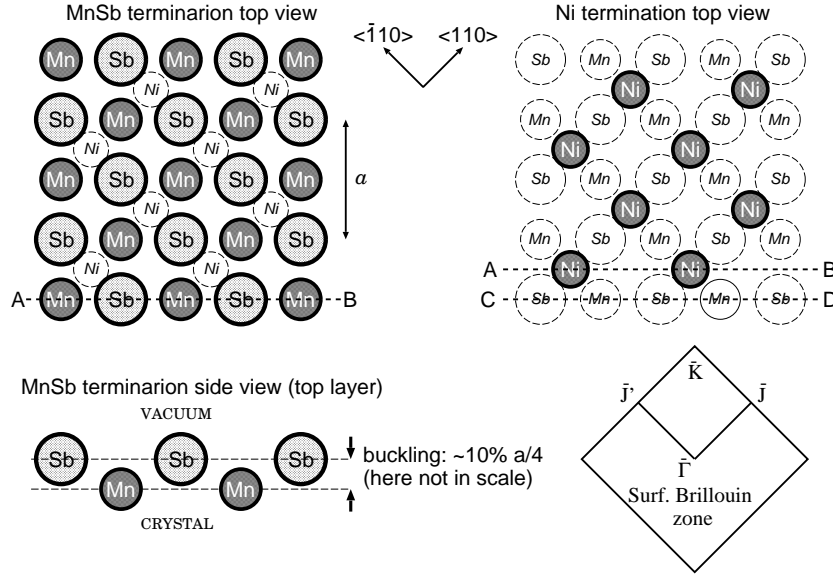 MnSb termination top view
<1̄10> <110>
Ni termination top view
Mn Sb Mn Sb Mn
Ni Ni
Sb Mn Sb Mn Sb
Ni Ni
Mn Sb Mn Sb Mn
Ni Ni
Sb Mn Sb Mn Sb
Ni Ni
A Mn Sb Mn Sb Mn B
a
Sb Mn Sb Mn Sb
Ni Ni
Mn Sb Mn Sb Mn
Ni Ni
Sb Mn Sb Mn Sb
Ni Ni
Mn Sb Mn Sb Mn
A Ni Ni B
C Sb Mn Sb Mn Sb D
MnSb terminarion side view (top layer)
VACUUM
Sb Sb Sb
Mn Mn
CRYSTAL
buckling: ~10% a/4
(here not in scale)
K̄
J̄' J̄
Γ̄
Surf. Brillouin
zone